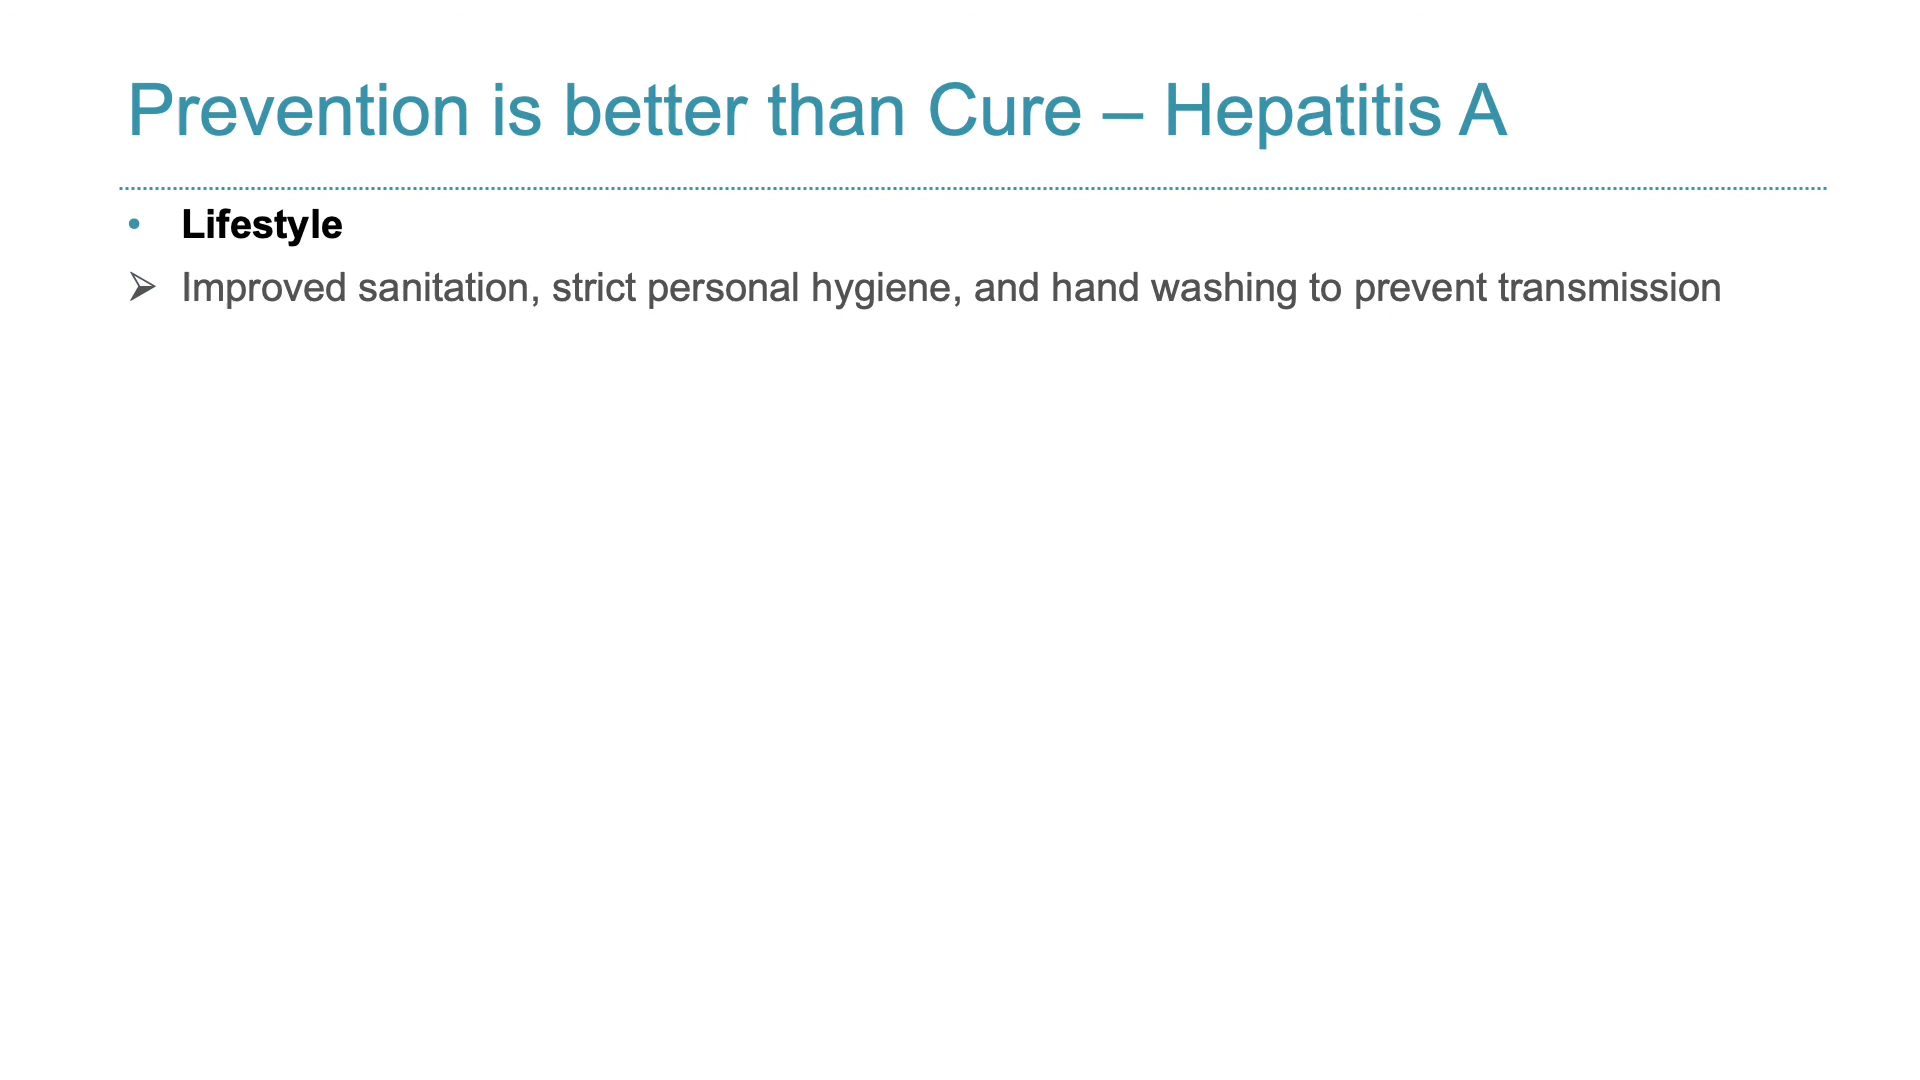 Prevention is better than Cure – Hepatitis A
• Lifestyle
➢ Improved sanitation, strict personal hygiene, and hand washing to prevent transmission